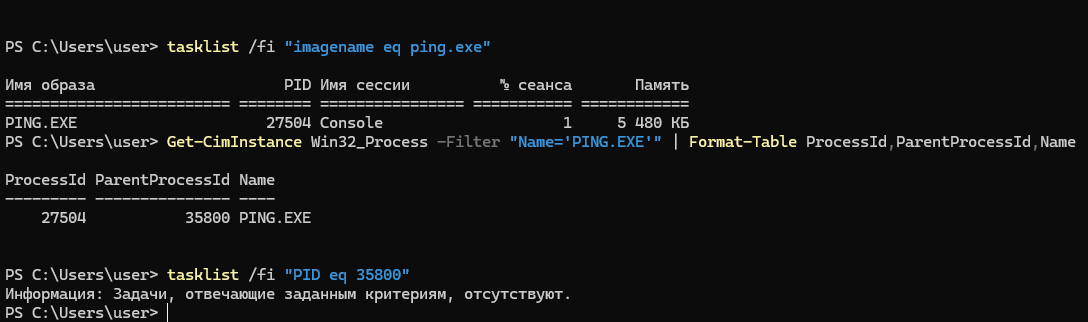 PS C:\Users\user> tasklist /fi "imagename eq ping.exe"
Имя образа                     PID Имя сессии          № сеанса       Память
========================= ======== ================ =========== ============
PING.EXE                     27504 Console                    1     5 480 КБ
PS C:\Users\user> Get-CimInstance Win32_Process -Filter "Name='PING.EXE'" | Format-Table ProcessId,ParentProcessId,Name
ProcessId ParentProcessId Name
--------- --------------- ----
    27504           35800 PING.EXE
PS C:\Users\user> tasklist /fi "PID eq 35800"
Информация: Задачи, отвечающие заданным критериям, отсутствуют.
PS C:\Users\user>